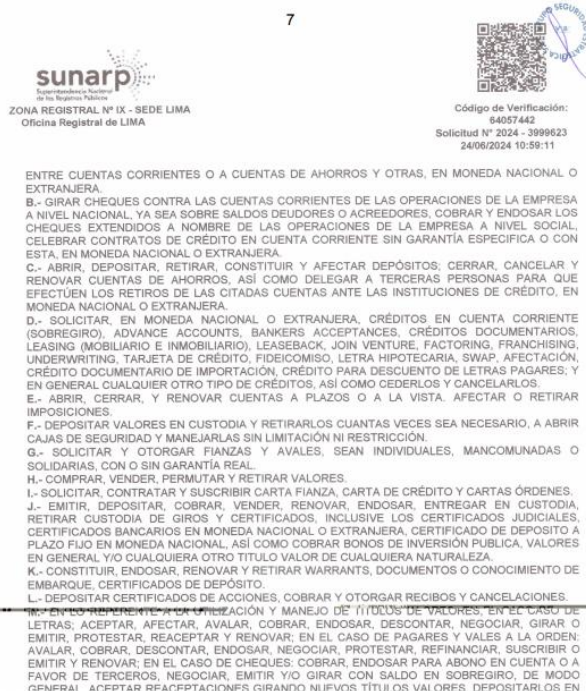 7
SEGURIDAD
sunarp
Superintendencia Nacional
de los Registros Públicos
ZONA REGISTRAL Nº IX - SEDE LIMA
Oficina Registral de LIMA
Código de Verificación:
64057442
Solicitud N° 2024 - 3999623
24/06/2024 10:59:11
ENTRE CUENTAS CORRIENTES O A CUENTAS DE AHORROS Y OTRAS, EN MONEDA NACIONAL O
EXTRANJERA.
B.- GIRAR CHEQUES CONTRA LAS CUENTAS CORRIENTES DE LAS OPERACIONES DE LA EMPRESA
A NIVEL NACIONAL, YA SEA SOBRE SALDOS DEUDORES O ACREEDORES, COBRAR Y ENDOSAR LOS
CHEQUES EXTENDIDOS A NOMBRE DE LAS OPERACIONES DE LA EMPRESA A NIVEL SOCIAL,
CELEBRAR CONTRATOS DE CRÉDITO EN CUENTA CORRIENTE SIN GARANTÍA ESPECIFICA O CON
ESTA, EN MONEDA NACIONAL O EXTRANJERA.
C.- ABRIR, DEPOSITAR, RETIRAR, CONSTITUIR Y AFECTAR DEPÓSITOS; CERRAR, CANCELAR Y
RENOVAR CUENTAS DE AHORROS, ASÍ COMO DELEGAR A TERCERAS PERSONAS PARA QUE
EFECTÚEN LOS RETIROS DE LAS CITADAS CUENTAS ANTE LAS INSTITUCIONES DE CRÉDITO, EN
MONEDA NACIONAL O EXTRANJERA.
D.- SOLICITAR, EN MONEDA NACIONAL O EXTRANJERA, CRÉDITOS EN CUENTA CORRIENTE
(SOBREGIRO), ADVANCE ACCOUNTS, BANKERS ACCEPTANCES, CRÉDITOS DOCUMENTARIOS,
LEASING (MOBILIARIO E INMOBILIARIO), LEASEBACK, JOIN VENTURE, FACTORING, FRANCHISING,
UNDERWRITING, TARJETA DE CRÉDITO, FIDEICOMISO, LETRA HIPOTECARIA, SWAP, AFECTACIÓN,
CRÉDITO DOCUMENTARIO DE IMPORTACIÓN, CRÉDITO PARA DESCUENTO DE LETRAS PAGARES; Y
EN GENERAL CUALQUIER OTRO TIPO DE CRÉDITOS, ASÍ COMO CEDERLOS Y CANCELARLOS.
E.- ABRIR, CERRAR, Y RENOVAR CUENTAS A PLAZOS O A LA VISTA. AFECTAR O RETIRAR
IMPOSICIONES.
F.- DEPOSITAR VALORES EN CUSTODIA Y RETIRARLOS CUANTAS VECES SEA NECESARIO, A ABRIR
CAJAS DE SEGURIDAD Y MANEJARLAS SIN LIMITACIÓN NI RESTRICCIÓN.
G.- SOLICITAR Y OTORGAR FIANZAS Y AVALES, SEAN INDIVIDUALES, MANCOMUNADAS O
SOLIDARIAS, CON O SIN GARANTÍA REAL.
H.- COMPRAR, VENDER, PERMUTAR Y RETIRAR VALORES.
I.- SOLICITAR, CONTRATAR Y SUSCRIBIR CARTA FIANZA, CARTA DE CRÉDITO Y CARTAS ÓRDENES.
J.- EMITIR, DEPOSITAR, COBRAR, VENDER, RENOVAR, ENDOSAR, ENTREGAR EN CUSTODIA,
RETIRAR CUSTODIA DE GIROS Y CERTIFICADOS, INCLUSIVE LOS CERTIFICADOS JUDICIALES,
CERTIFICADOS BANCARIOS EN MONEDA NACIONAL O EXTRANJERA, CERTIFICADO DE DEPOSITO A
PLAZO FIJO EN MONEDA NACIONAL, ASÍ COMO COBRAR BONOS DE INVERSIÓN PUBLICA, VALORES
EN GENERAL Y/O CUALQUIERA OTRO TITULO VALOR DE CUALQUIERA NATURALEZA.
K.- CONSTITUIR, ENDOSAR, RENOVAR Y RETIRAR WARRANTS, DOCUMENTOS O CONOCIMIENTO DE
EMBARQUE, CERTIFICADOS DE DEPÓSITO.
L.- DEPOSITAR CERTIFICADOS DE ACCIONES, COBRAR Y OTORGAR RECIBOS Y CANCELACIONES.
M.- EN LO REFERENTE A LA UTILIZACIÓN Y MANEJO DE TÍTULOS DE VALORES, EN EL CASO DE
LETRAS; ACEPTAR, AFECTAR, AVALAR, COBRAR, ENDOSAR, DESCONTAR, NEGOCIAR, GIRAR O
EMITIR, PROTESTAR, REACEPTAR Y RENOVAR; EN EL CASO DE PAGARES Y VALES A LA ORDEN:
AVALAR, COBRAR, DESCONTAR, ENDOSAR, NEGOCIAR, PROTESTAR, REFINANCIAR, SUSCRIBIR O
EMITIR Y RENOVAR; EN EL CASO DE CHEQUES: COBRAR, ENDOSAR PARA ABONO EN CUENTA O A
FAVOR DE TERCEROS, NEGOCIAR, EMITIR Y/O GIRAR CON SALDO EN SOBREGIRO, DE MODO
GENERAL, ACEPTAR REACEPTACIONES GIRANDO NUEVOS TÍTULOS VALORES, DEPOSITARLOS EN